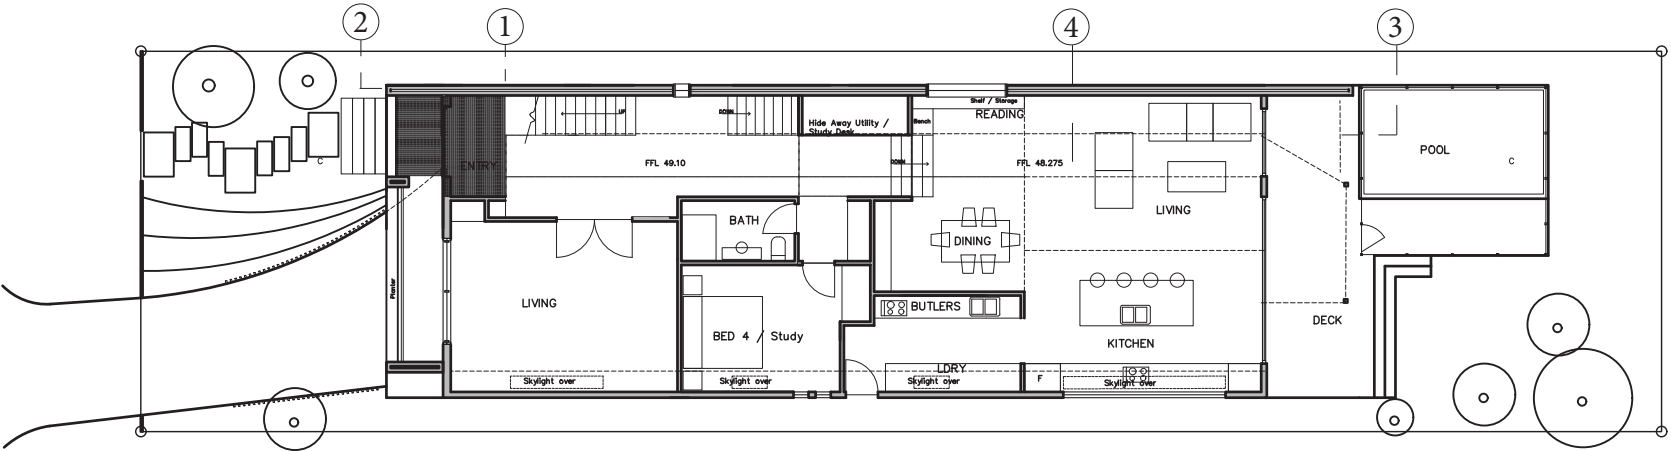 2
1
4
3
UP
DOWN
Hide Away Utility /
Study Desk
Shelf / Storage
READING
Bench
C
ENTRY
FFL 49.10
DOWN
FFL 48.275
POOL
C
LIVING
BATH
DINING
Planter
LIVING
BED 4 / Study
BUTLERS
KITCHEN
DECK
LDRY
F
Skylight over
Skylight over
Skylight over
Skylight over